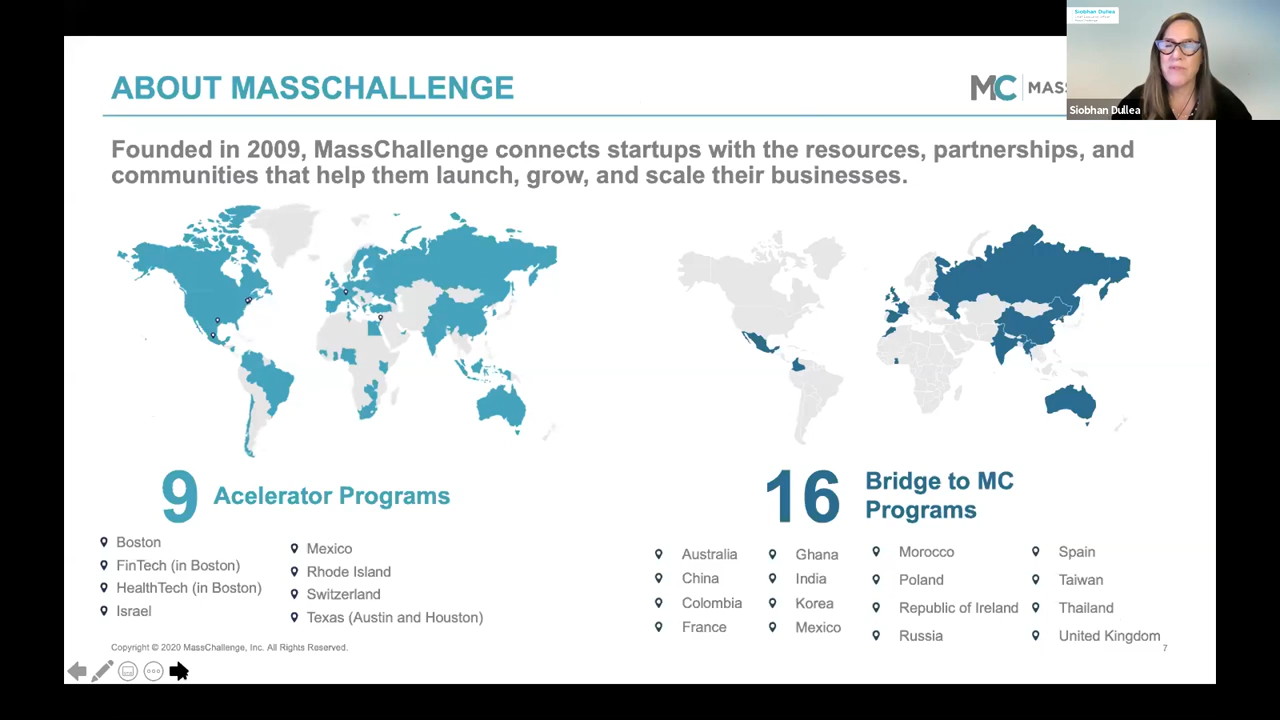 Siobhan Dullea
ABOUT MASSCHALLENGE
MC MASS
Siobhan Dullea
Founded in 2009, MassChallenge connects startups with the resources, partnerships, and
communities that help them launch, grow, and scale their businesses.
9 Acelerator Programs
Boston
FinTech (in Boston)
HealthTech (in Boston)
Israel
Mexico
Rhode Island
Switzerland
Texas (Austin and Houston)
16 Bridge to MC
Programs
Australia
China
Colombia
France
Ghana
India
Korea
Mexico
Morocco
Poland
Republic of Ireland
Russia
Spain
Taiwan
Thailand
United Kingdom
Copyright © 2020 MassChallenge, Inc. All Rights Reserved.
7